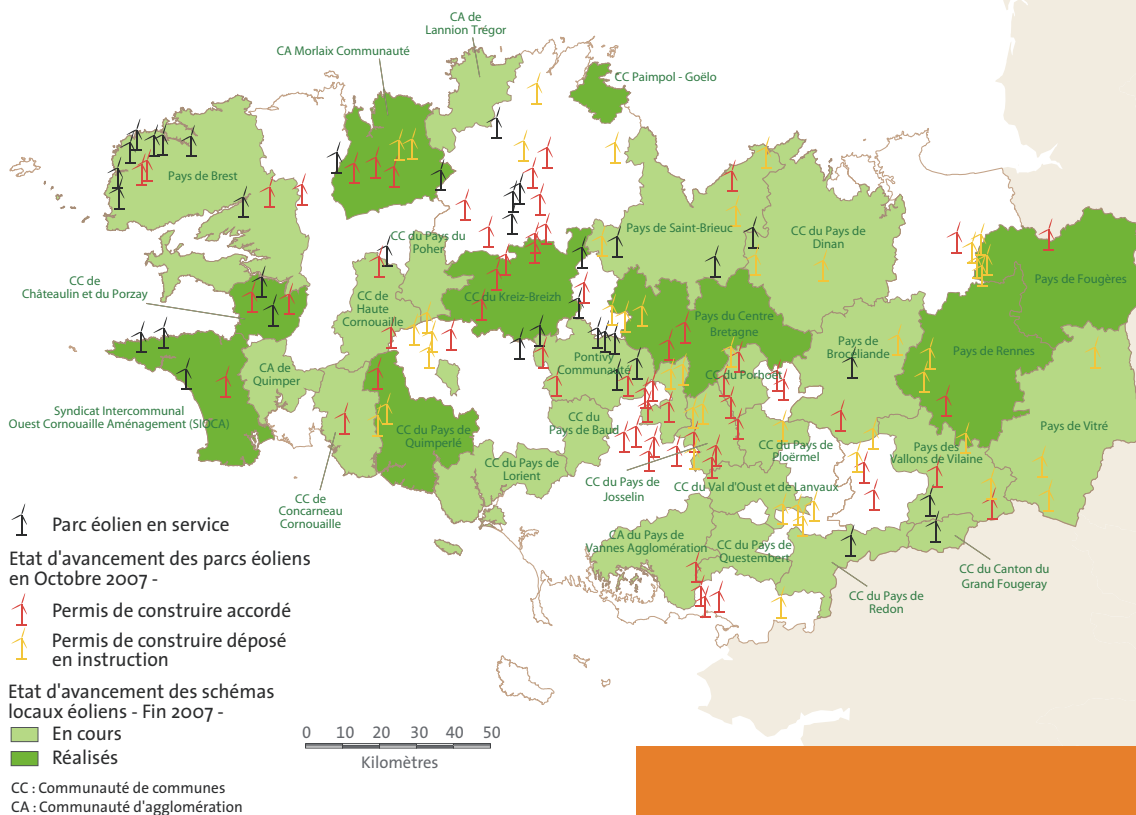 CA de
Lannion Trégor
CA Morlaix Communauté
CC Paimpol - Goëlo
Pays de Brest
CC du Pays du
Poher
Pays de Saint-Brieuc
CC du Pays de
Dinan
CC de
Châteaulin et du Porzay
CC de
Haute
Cornouaille
CC du Kreiz-Breizh
Pays du Centre
Bretagne
Pays de Fougères
Pays de
Brocéliande
Pays de Rennes
CA de
Quimper
Pontivy
Communauté
CC du Porhoët
Syndicat Intercommunal
Ouest Cornouaille Aménagement (SIOCA)
CC du Pays de
Quimperlé
CC du
Pays de Baud
CC du Pays de
Ploërmel
Pays des
Vallons de Vilaine
Pays de Vitré
CC du Pays de
Lorient
CC du Pays de
Josselin
CC du Val d'Oust et de Lanvaux
CC de
Concarneau
Cornouaille
CA du Pays de
Vannes Agglomération
CC du Pays de
Questembert
CC du Canton du
Grand Fougeray
CC du Pays de
Redon
Parc éolien en service
Etat d'avancement des parcs éoliens
en Octobre 2007 -
Permis de construire accordé
Permis de construire déposé
en instruction
Etat d'avancement des schémas
locaux éoliens - Fin 2007 -
En cours
Réalisés
0 10 20 30 40 50
Kilomètres
CC : Communauté de communes
CA : Communauté d'agglomération